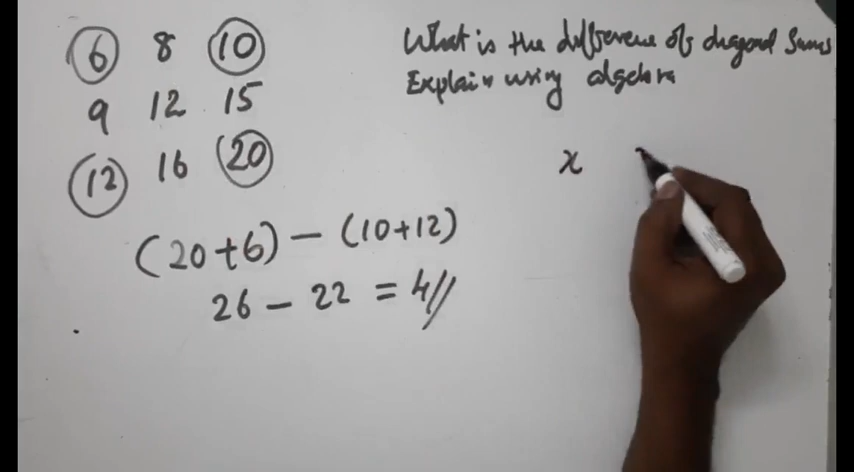 6 8 10
9 12 15
12 16 20
(20+6) - (10+12)
26 - 22 = 4//
What is the difference of diagonal Sums
Explain using algebra
x